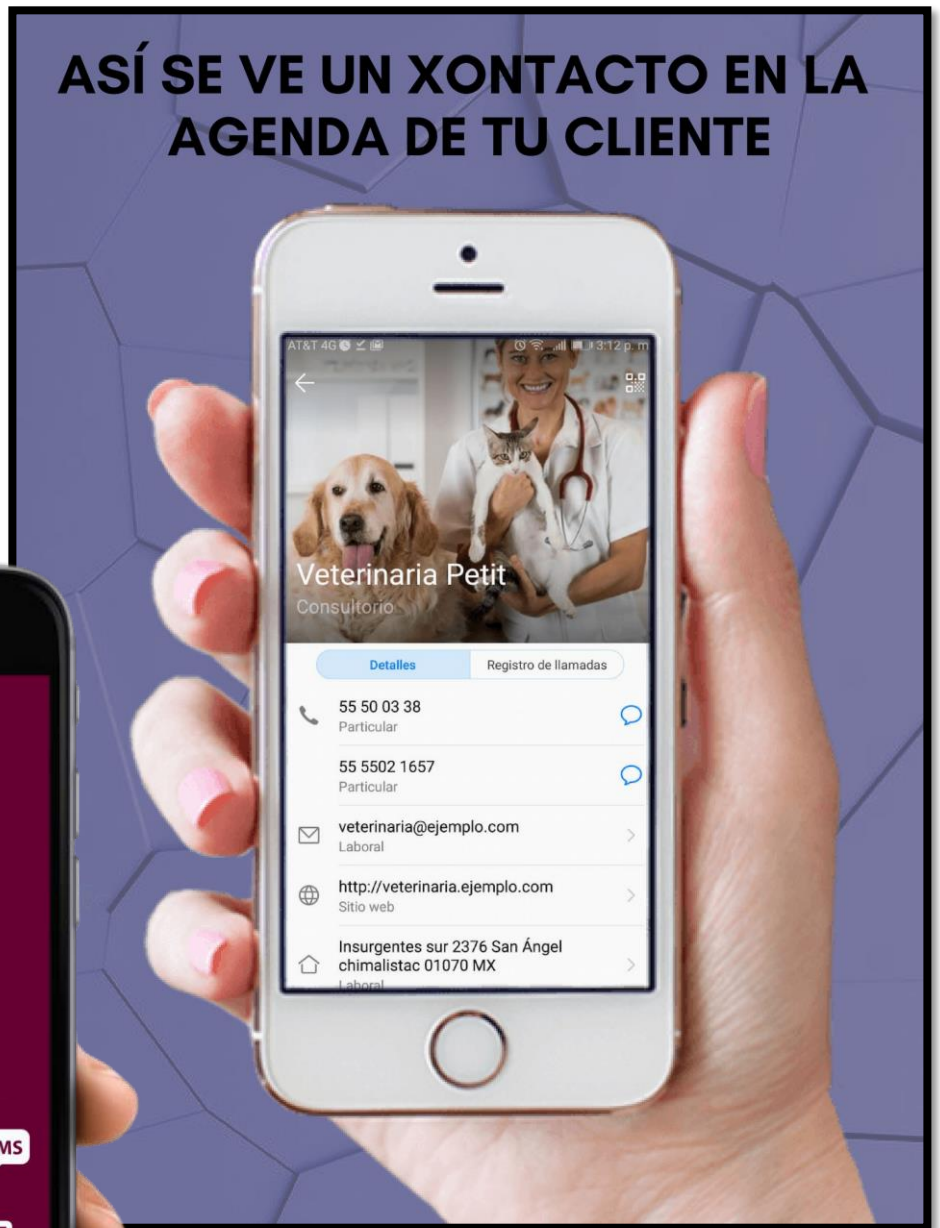 ASÍ SE VE UN XONTACTO EN LA
AGENDA DE TU CLIENTE
AT&T 4G 3:12 p. m
Veterinaria Petit
Consultorio
Detalles Registro de llamadas
55 50 03 38
Particular
55 5502 1657
Particular
veterinaria@ejemplo.com
Laboral
http://veterinaria.ejemplo.com
Sitio web
Insurgentes sur 2376 San Ángel
chimalistac 01070 MX
Laboral
MS